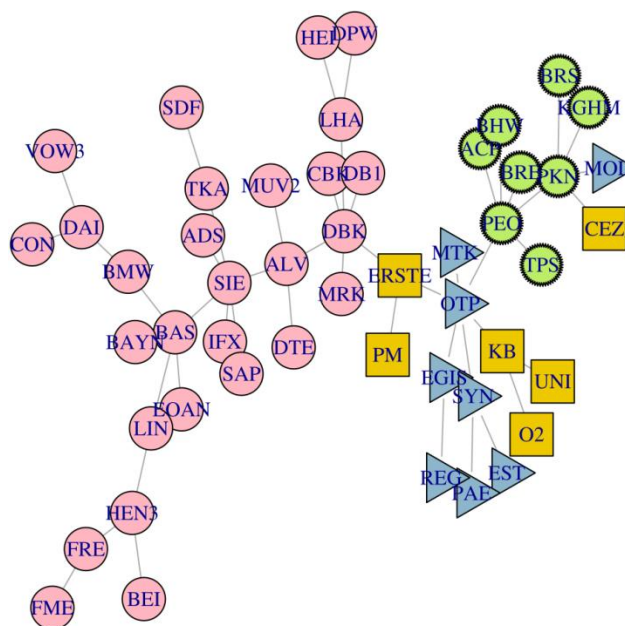 HEI
DPW
SDF
LHA
BRS
KGHM
BHW
ACP
VOW3
TKA
MUV2
CBK
DB1
BRE
PKN
MOL
CON
DAI
ADS
BMW
SIE
ALV
DBK
PEO
CEZ
MTK
TPS
ERSTE
MRK
OTP
BAYN
BAS
IFX
SAP
DTE
PM
KB
UNI
EGIS
SYN
LIN
EOAN
O2
REG
PAE
EST
HEN3
FRE
FME
BEI